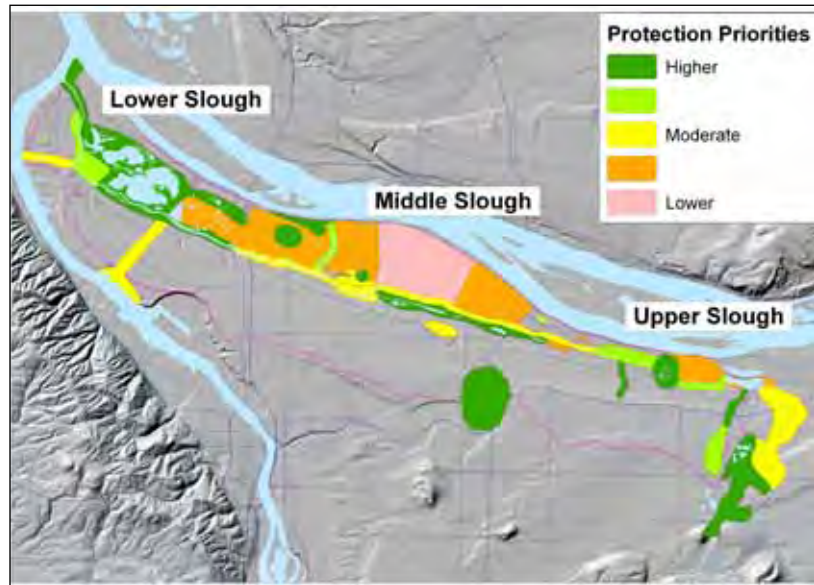 Protection Priorities
Higher
Moderate
Lower
Lower Slough
Middle Slough
Upper Slough